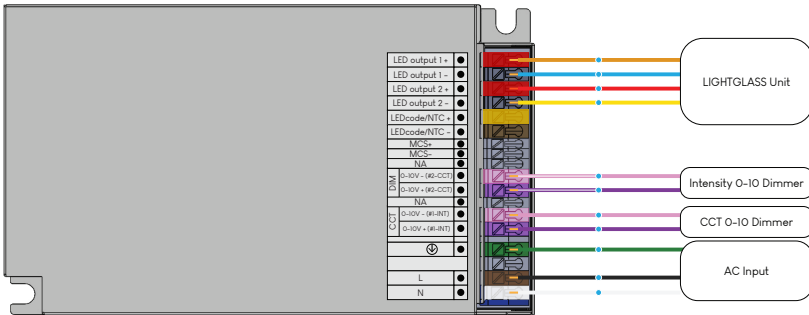 LED output 1 +
LED output 1 -
LED output 2 +
LED output 2 -
LEDcode/NTC +
LEDcode/NTC -
MCS+
MCS-
NA
DIM
0-10V - (#2-CCT)
0-10V + (#2-CCT)
NA
CCT
0-10V - (#1-INT)
0-10V + (#1-INT)
L
N
LIGHTGLASS Unit
Intensity 0-10 Dimmer
CCT 0-10 Dimmer
AC Input